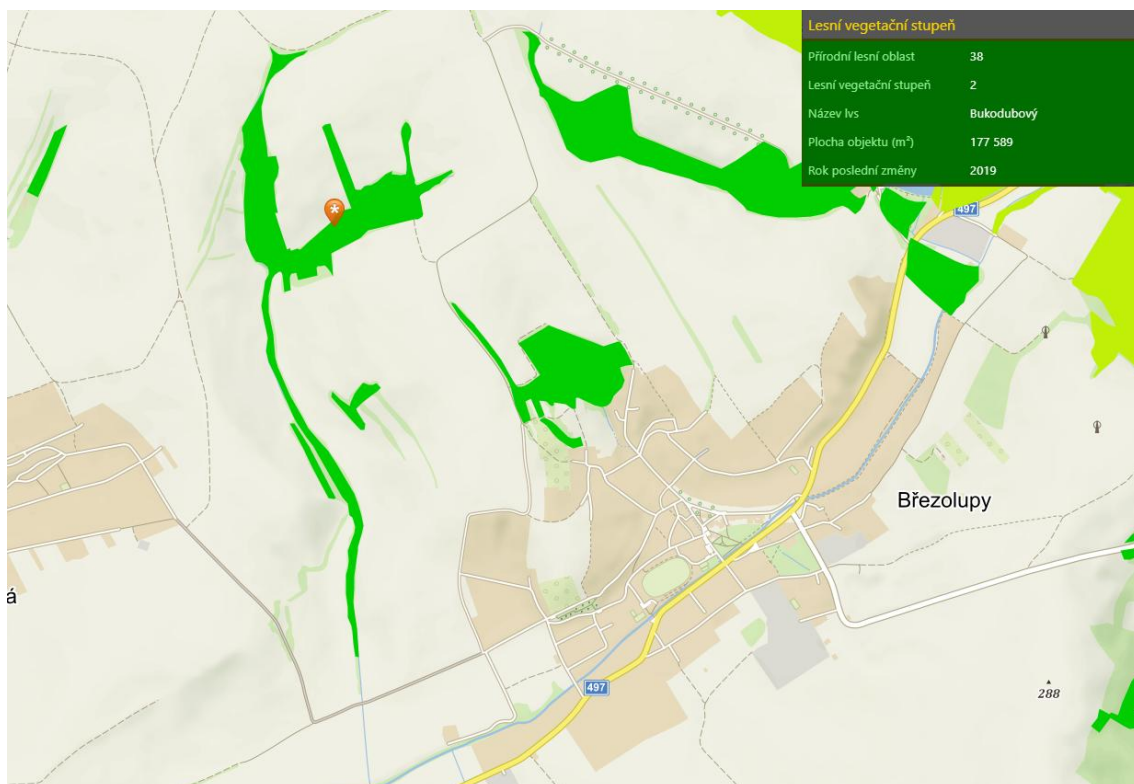 Lesní vegetační stupeň
Přírodní lesní oblast 38
Lesní vegetační stupeň 2
Název lvs Bukodubový
Plocha objektu (m²) 177 589
Rok poslední změny 2019
497
Břežolupy
á
497
288